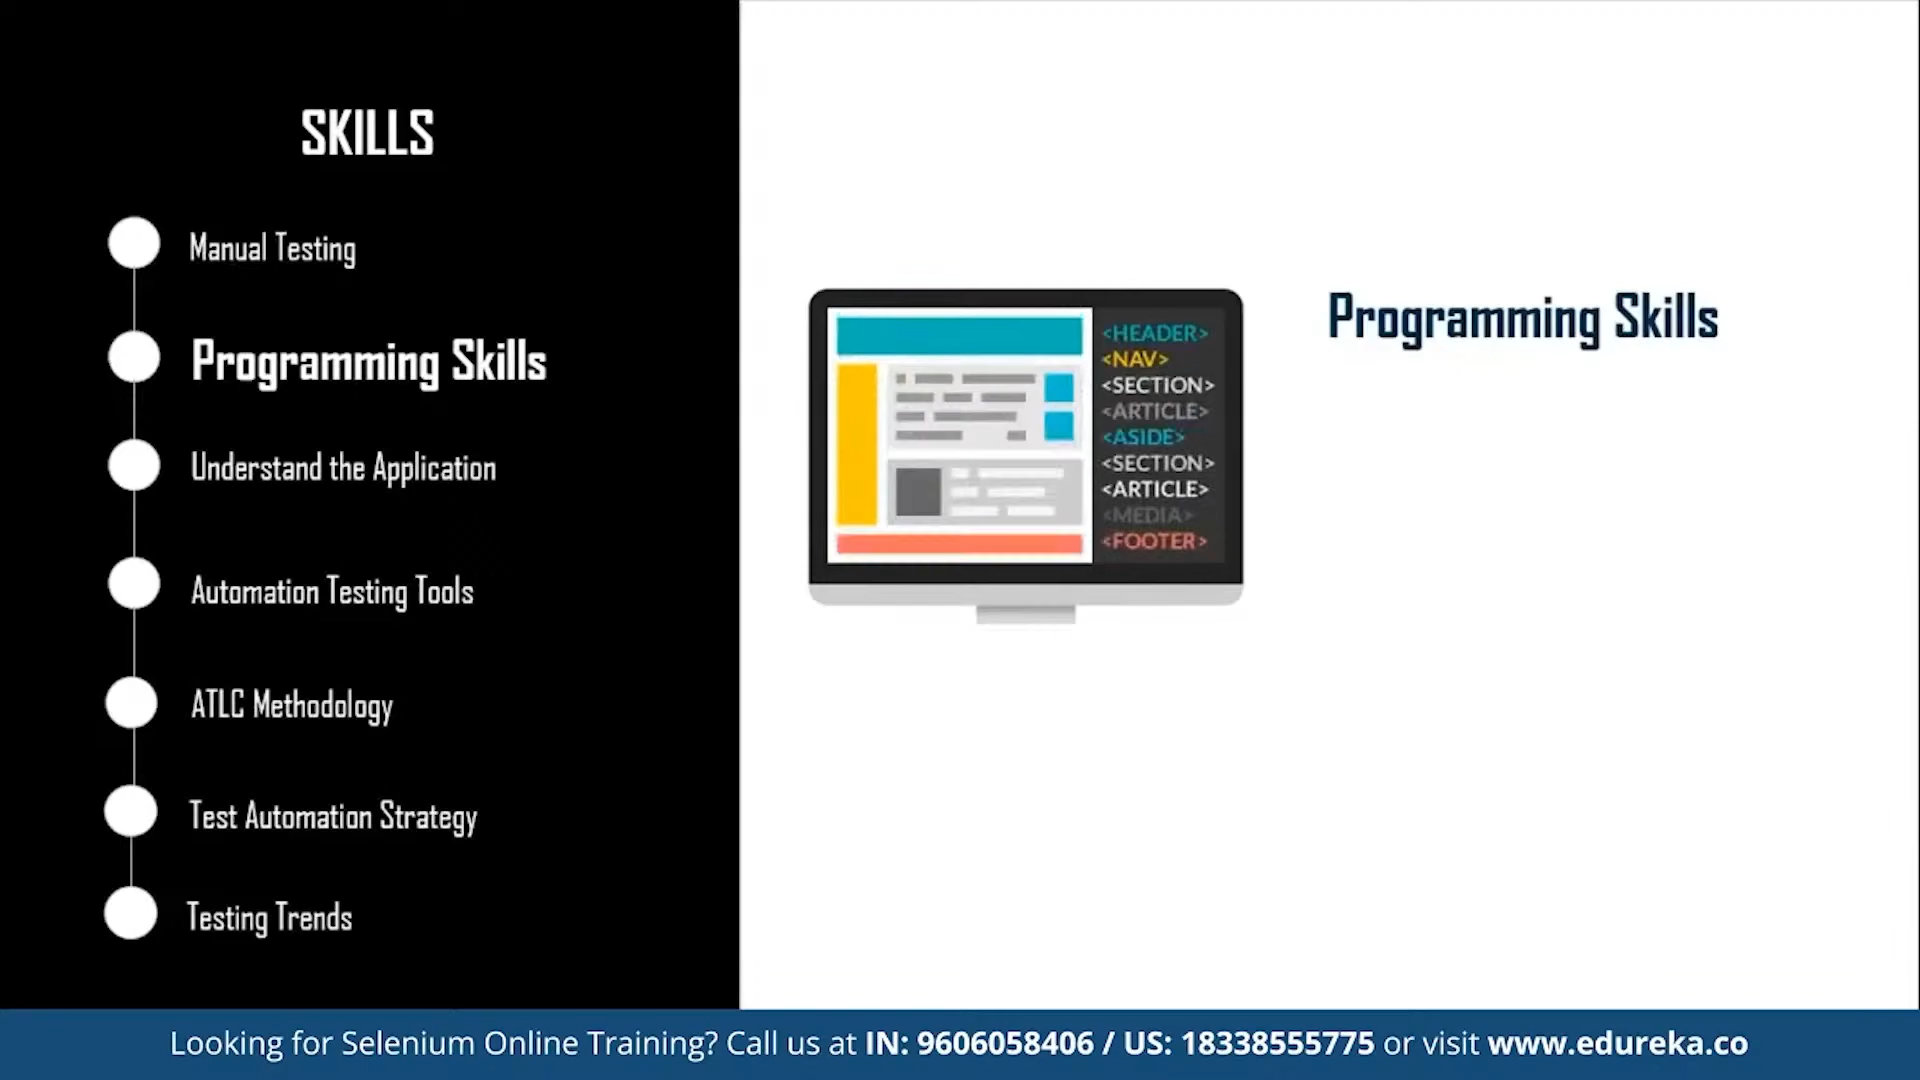 SKILLS
Manual Testing
Programming Skills
Understand the Application
Automation Testing Tools
ATLC Methodology
Test Automation Strategy
Testing Trends
<HEADER>
<NAV>
<SECTION>
<ARTICLE>
<ASIDE>
<SECTION>
<ARTICLE>
<MEDIA>
<FOOTER>
Programming Skills
Looking for Selenium Online Training? Call us at IN: 9606058406 / US: 18338555775 or visit www.edureka.co